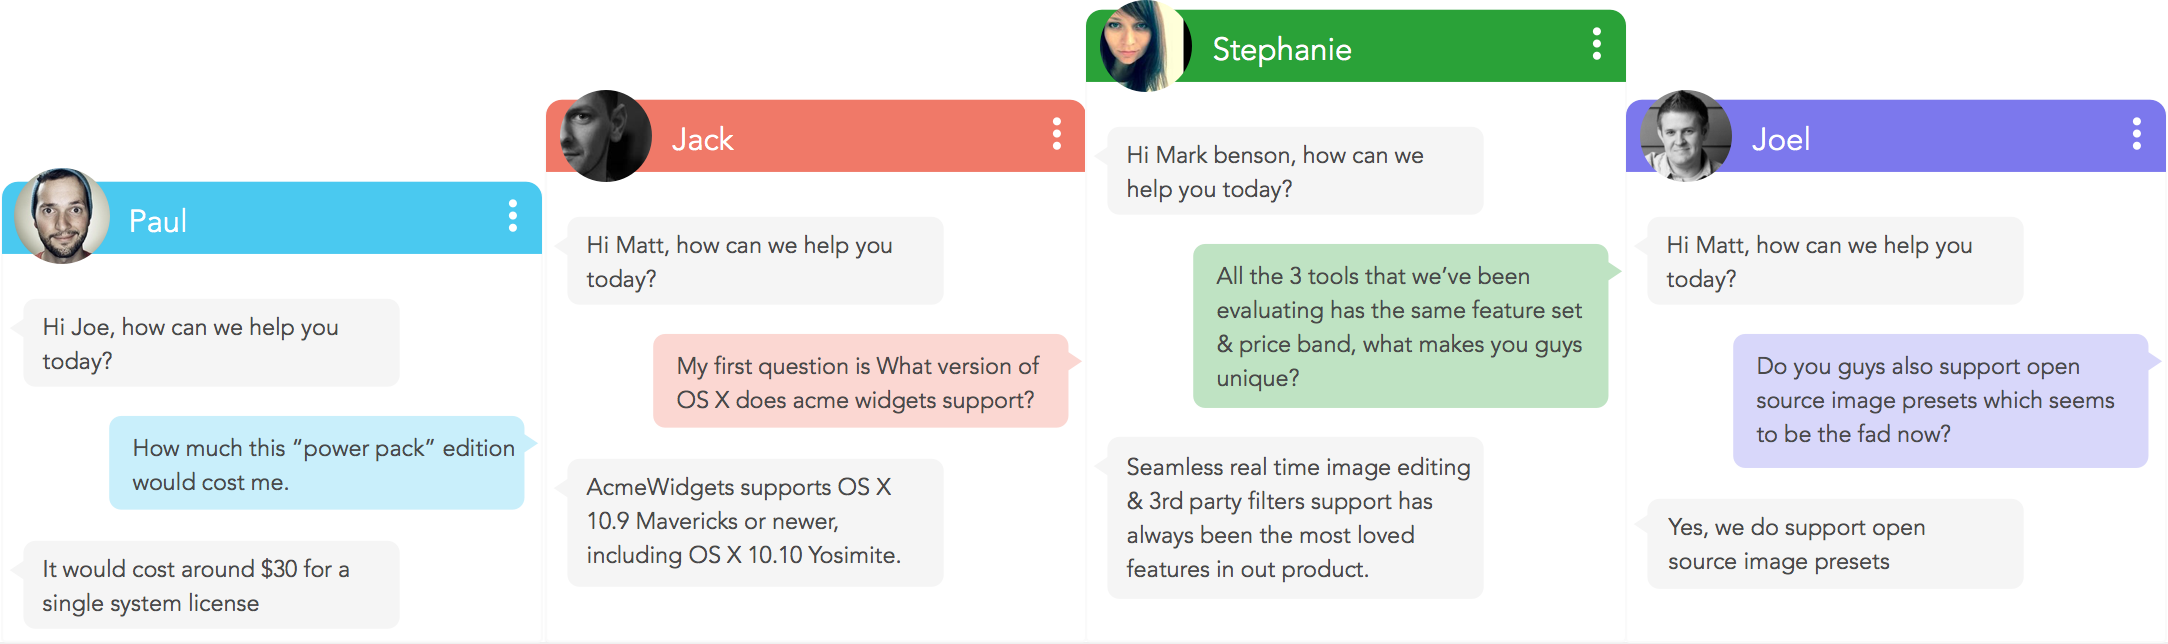 Paul
Hi Joe, how can we help you
today?
How much this “power pack” edition
would cost me.
It would cost around $30 for a
single system license
Jack
Hi Matt, how can we help you
today?
My first question is What version of
OS X does acme widgets support?
AcmeWidgets supports OS X
10.9 Mavericks or newer,
including OS X 10.10 Yosimite.
Stephanie
Hi Mark benson, how can we
help you today?
All the 3 tools that we’ve been
evaluating has the same feature set
& price band, what makes you guys
unique?
Seamless real time image editing
& 3rd party filters support has
always been the most loved
features in out product.
Joel
Hi Matt, how can we help you
today?
Do you guys also support open
source image presets which seems
to be the fad now?
Yes, we do support open
source image presets